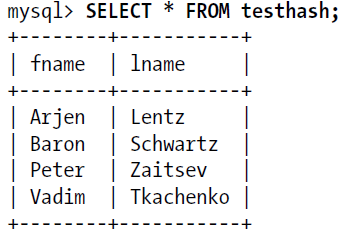 mysql> SELECT * FROM testhash;
+--------+-----------+
| fname  | lname     |
+--------+-----------+
| Arjen  | Lentz     |
| Baron  | Schwartz  |
| Peter  | Zaitsev   |
| Vadim  | Tkachenko |
+--------+-----------+